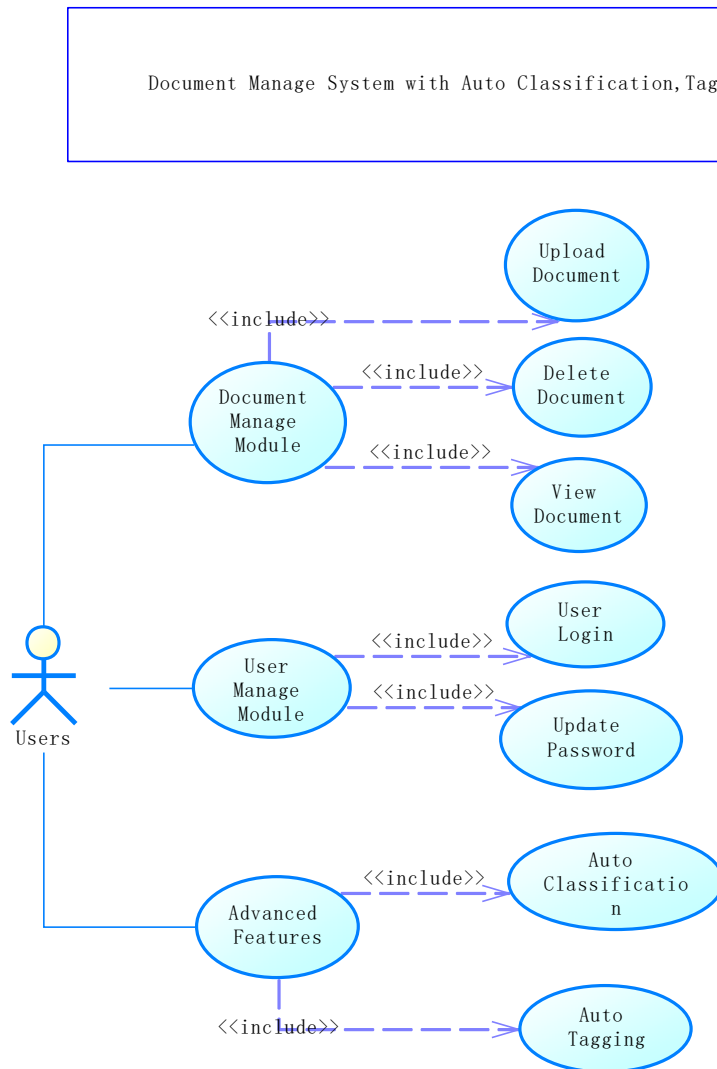 Document Manage System with Auto Classification,Tag
Upload
Document
<<include>>
<<include>>
Delete
Document
Document
Manage
Module
<<include>>
View
Document
User
Login
<<include>>
User
Manage
Module
<<include>>
Update
Password
Users
Auto
Classificatio
n
<<include>>
Advanced
Features
<<include>>
Auto
Tagging